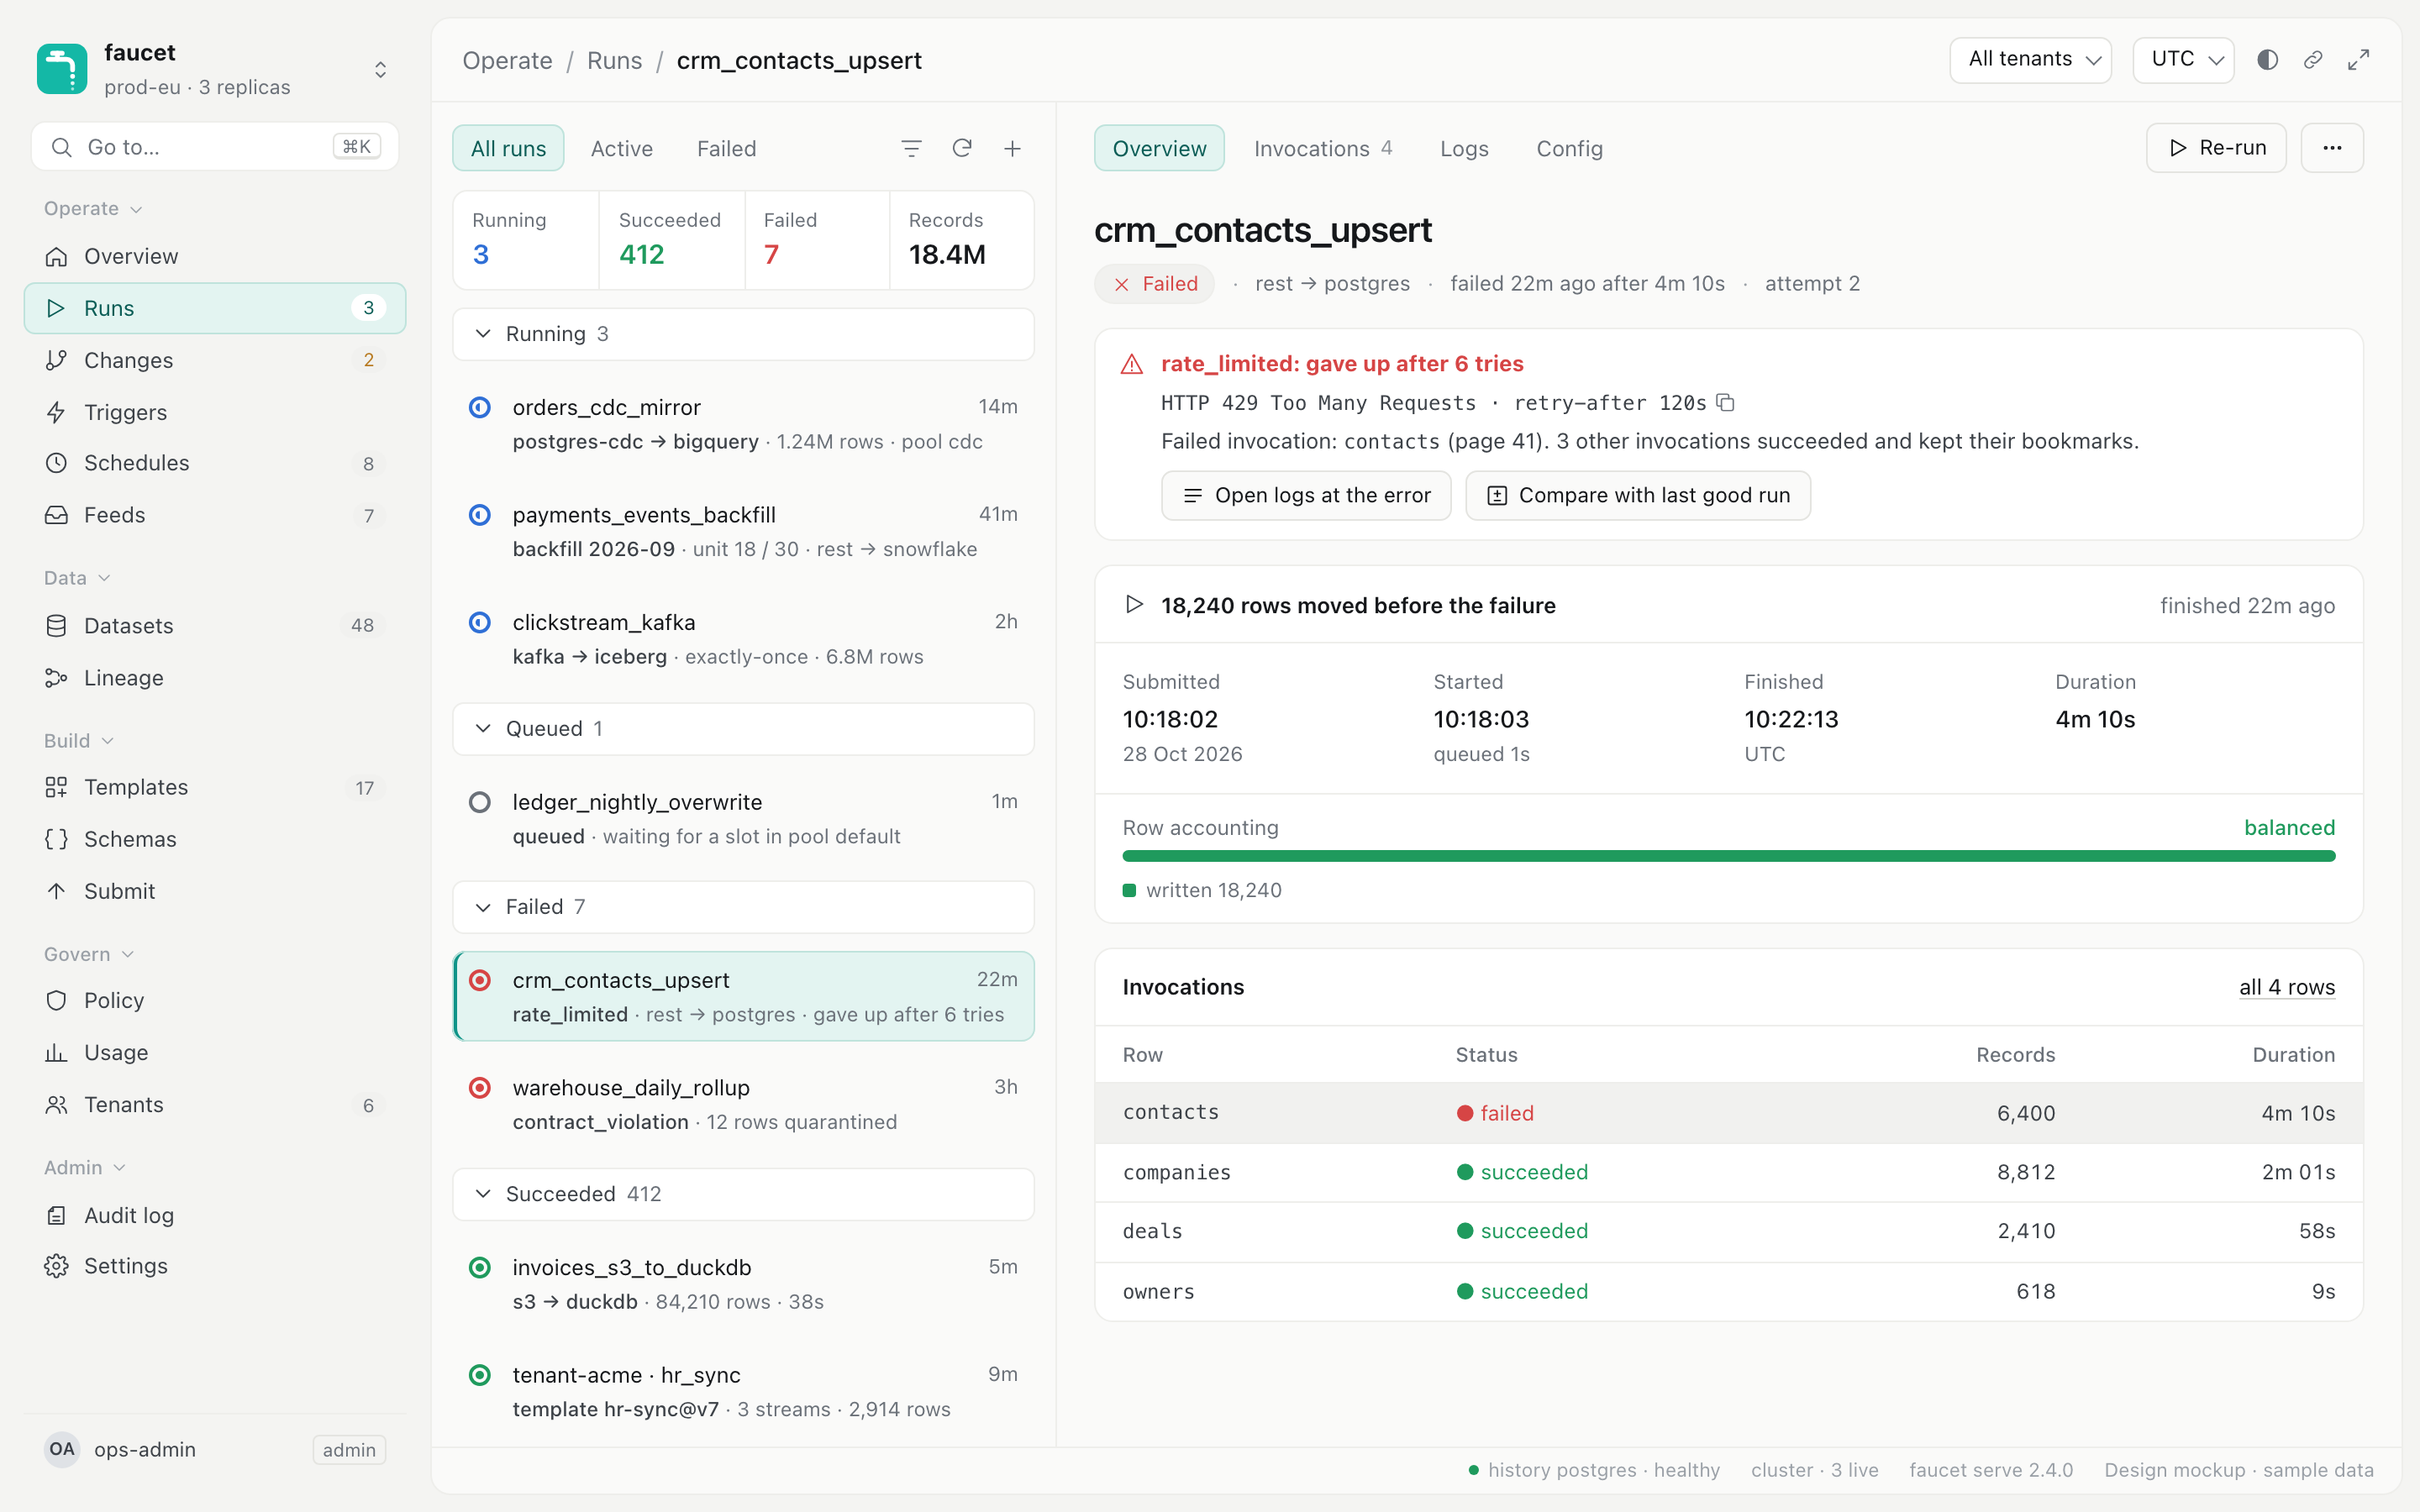 faucet
prod-eu · 3 replicas
Go to...
⌘K
Operate
Overview
Runs 3
Changes 2
Triggers
Schedules 8
Feeds 7
Data
Datasets 48
Lineage
Build
Templates 17
Schemas
Submit
Govern
Policy
Usage
Tenants 6
Admin
Audit log
Settings
OA ops-admin admin
Operate / Runs / crm_contacts_upsert
All tenants UTC
All runs Active Failed
Running Succeeded Failed Records
3 412 7 18.4M
Running 3
orders_cdc_mirror 14m
postgres-cdc → bigquery · 1.24M rows · pool cdc
payments_events_backfill 41m
backfill 2026-09 · unit 18 / 30 · rest → snowflake
clickstream_kafka 2h
kafka → iceberg · exactly-once · 6.8M rows
Queued 1
ledger_nightly_overwrite 1m
queued · waiting for a slot in pool default
Failed 7
crm_contacts_upsert 22m
rate_limited · rest → postgres · gave up after 6 tries
warehouse_daily_rollup 3h
contract_violation · 12 rows quarantined
Succeeded 412
invoices_s3_to_duckdb 5m
s3 → duckdb · 84,210 rows · 38s
tenant-acme · hr_sync 9m
template hr-sync@v7 · 3 streams · 2,914 rows
Overview Invocations 4 Logs Config
Re-run
crm_contacts_upsert
Failed · rest → postgres · failed 22m ago after 4m 10s · attempt 2
rate_limited: gave up after 6 tries
HTTP 429 Too Many Requests · retry-after 120s
Failed invocation: contacts (page 41). 3 other invocations succeeded and kept their bookmarks.
Open logs at the error
Compare with last good run
18,240 rows moved before the failure finished 22m ago
Submitted Started Finished Duration
10:18:02 10:18:03 10:22:13 4m 10s
28 Oct 2026 queued 1s UTC
Row accounting balanced
written 18,240
Invocations all 4 rows
Row Status Records Duration
contacts failed 6,400 4m 10s
companies succeeded 8,812 2m 01s
deals succeeded 2,410 58s
owners succeeded 618 9s
history postgres · healthy cluster · 3 live faucet serve 2.4.0 Design mockup · sample data